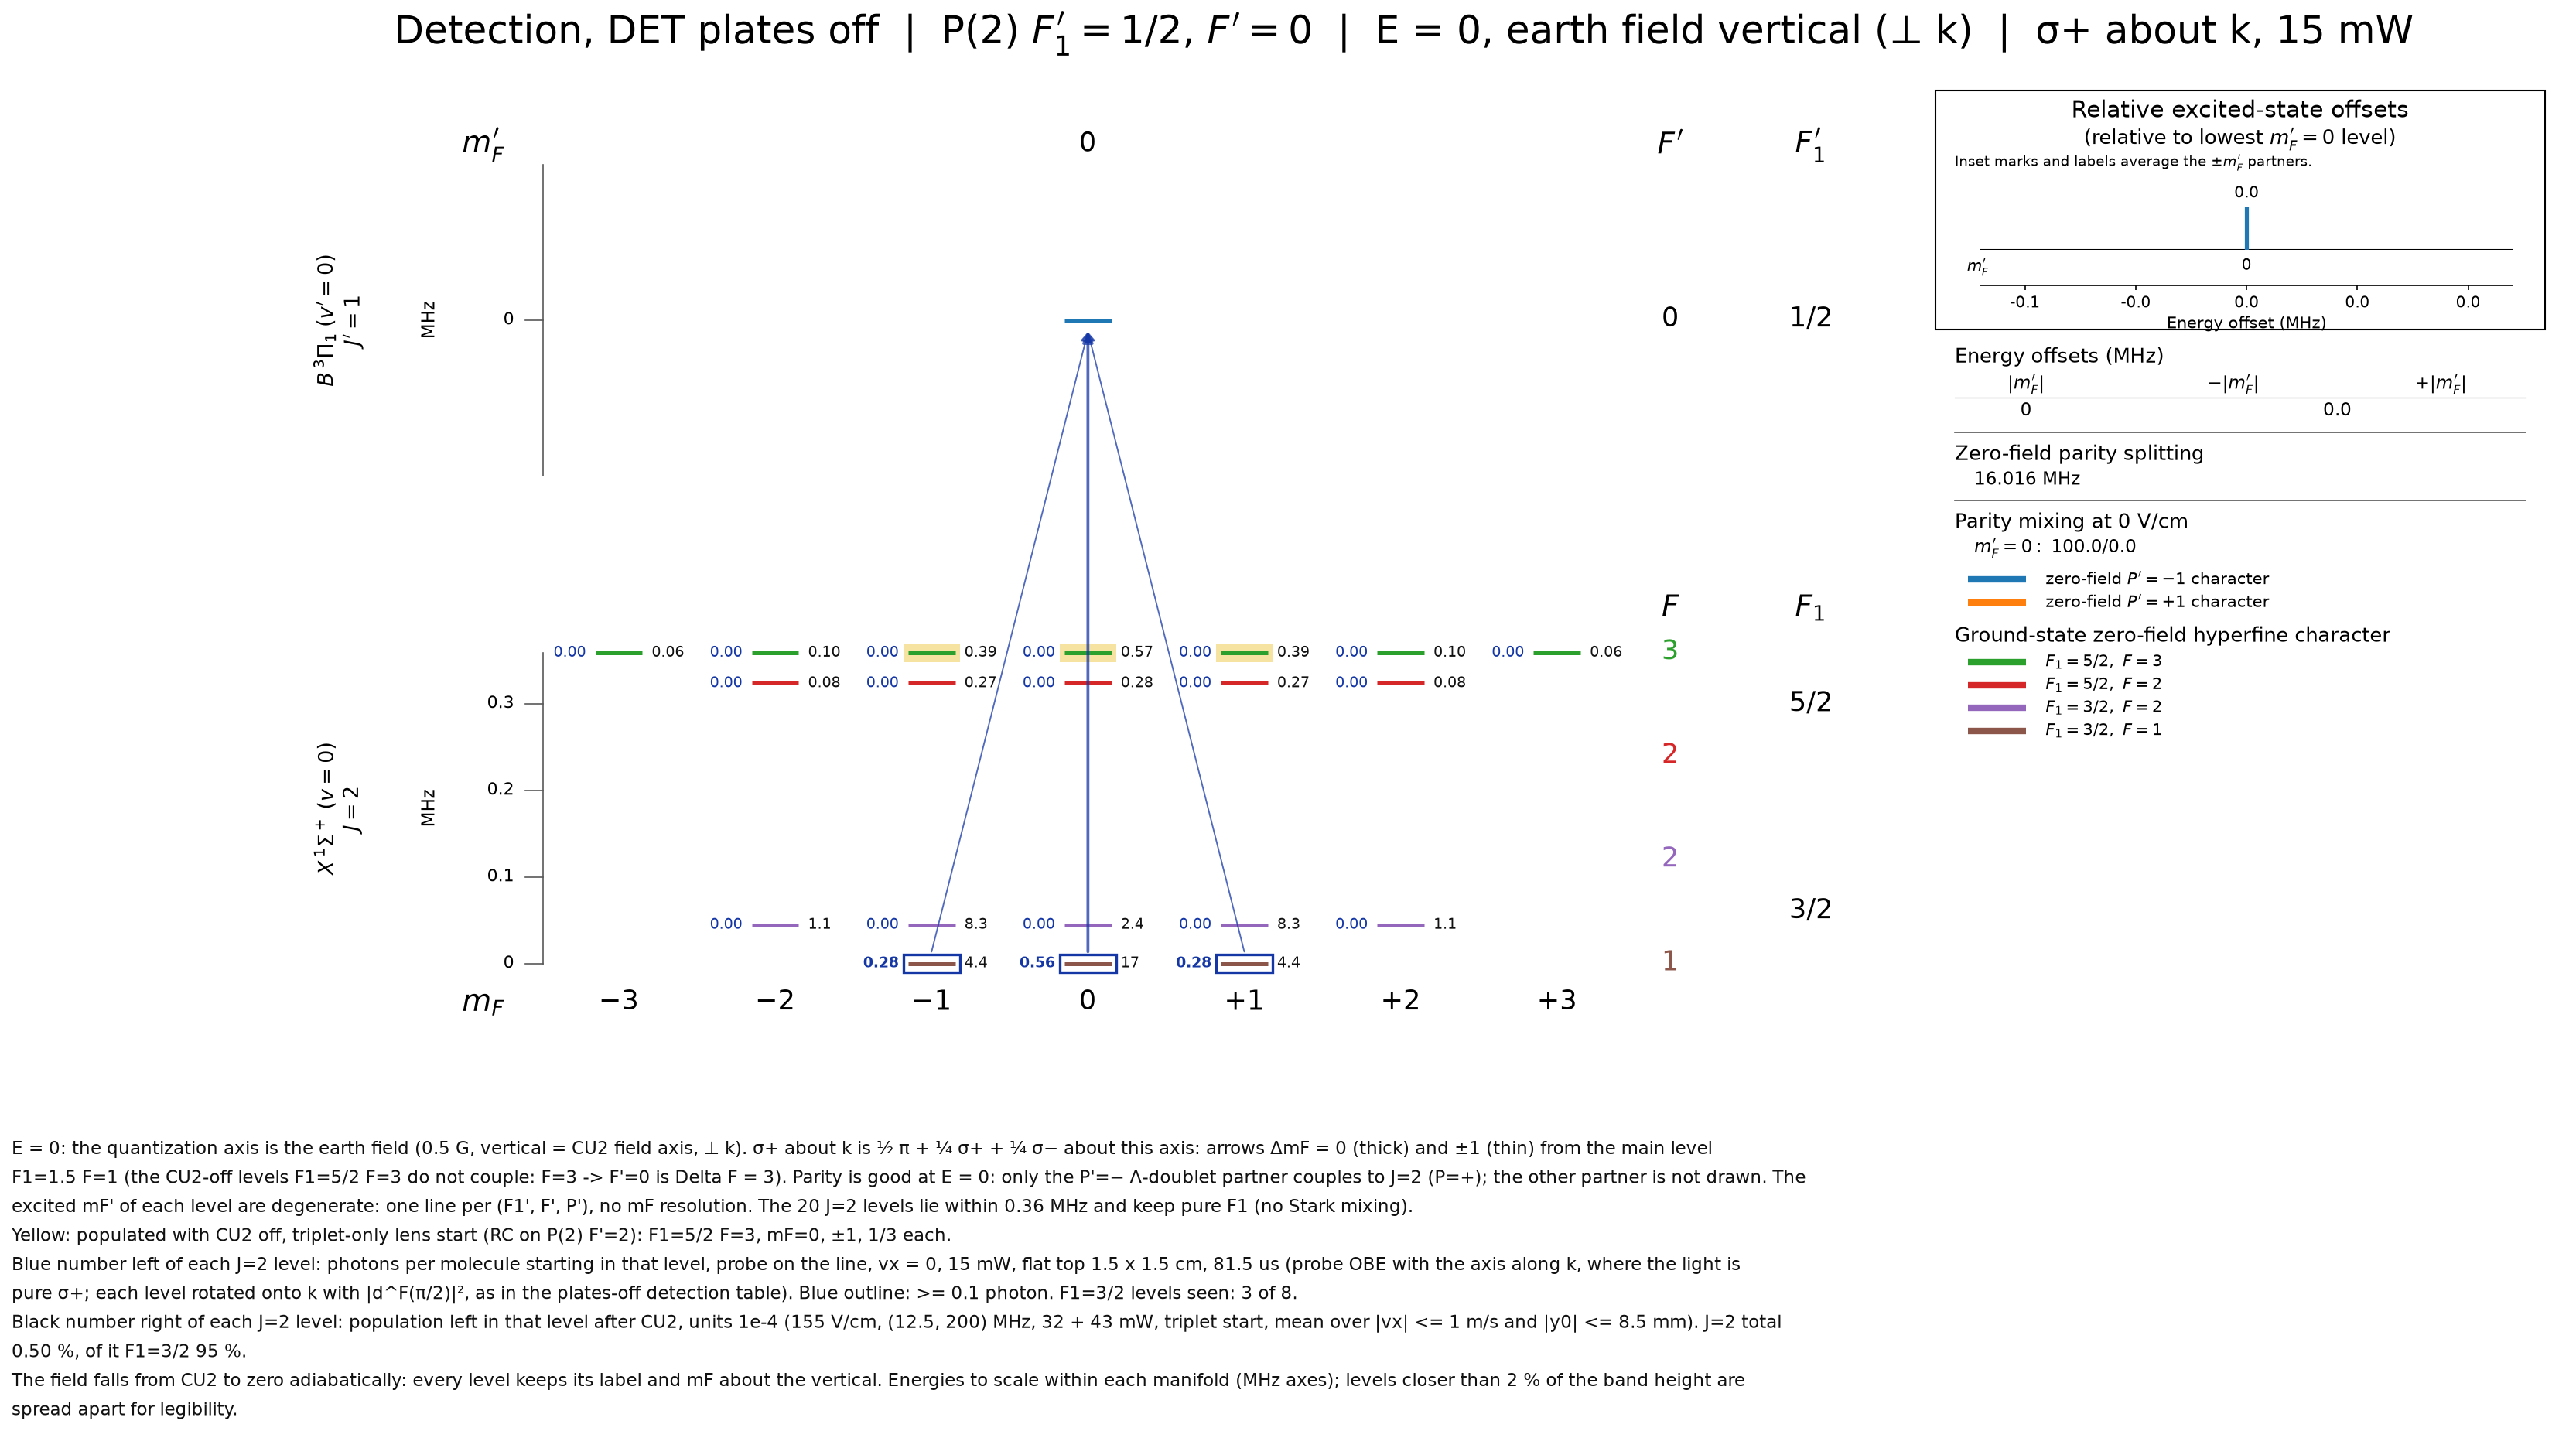 Detection, DET plates off | P(2) F′₁ = 1/2, F′ = 0 | E = 0, earth field vertical (⊥ k) | σ+ about k, 15 mW
m′F 0 F′ F′₁
B ³Π₁ (v′ = 0)
J′ = 1
MHz
0
0 1/2
Relative excited-state offsets
(relative to lowest m′F = 0 level)
Inset marks and labels average the ±m′F partners.
0.0
m′F 0
-0.1 -0.0 0.0 0.0 0.0
Energy offset (MHz)
Energy offsets (MHz)
|m′F| −|m′F| +|m′F|
0 0.0
Zero-field parity splitting
16.016 MHz
Parity mixing at 0 V/cm
m′F = 0 : 100.0/0.0
zero-field P′ = −1 character
zero-field P′ = +1 character
Ground-state zero-field hyperfine character
F₁ = 5/2, F = 3
F₁ = 5/2, F = 2
F₁ = 3/2, F = 2
F₁ = 3/2, F = 1
F F₁
0.00 0.06 0.00 0.10 0.00 0.39 0.00 0.57 0.00 0.39 0.00 0.10 0.00 0.06 3
0.00 0.08 0.00 0.27 0.00 0.28 0.00 0.27 0.00 0.08
0.3 5/2
2
X ¹Σ⁺ (v = 0)
J = 2
MHz
0.2
2
0.1
0.00 1.1 0.00 8.3 0.00 2.4 0.00 8.3 0.00 1.1 3/2
0 0.28 4.4 0.56 17 0.28 4.4 1
mF −3 −2 −1 0 +1 +2 +3
E = 0: the quantization axis is the earth field (0.5 G, vertical = CU2 field axis, ⊥ k). σ+ about k is ½ π + ¼ σ+ + ¼ σ− about this axis: arrows ΔmF = 0 (thick) and ±1 (thin) from the main level
F1=1.5 F=1 (the CU2-off levels F1=5/2 F=3 do not couple: F=3 -> F'=0 is Delta F = 3). Parity is good at E = 0: only the P'=− Λ-doublet partner couples to J=2 (P=+); the other partner is not drawn. The
excited mF' of each level are degenerate: one line per (F1', F', P'), no mF resolution. The 20 J=2 levels lie within 0.36 MHz and keep pure F1 (no Stark mixing).
Yellow: populated with CU2 off, triplet-only lens start (RC on P(2) F'=2): F1=5/2 F=3, mF=0, ±1, 1/3 each.
Blue number left of each J=2 level: photons per molecule starting in that level, probe on the line, vx = 0, 15 mW, flat top 1.5 x 1.5 cm, 81.5 us (probe OBE with the axis along k, where the light is
pure σ+; each level rotated onto k with |d^F(π/2)|², as in the plates-off detection table). Blue outline: >= 0.1 photon. F1=3/2 levels seen: 3 of 8.
Black number right of each J=2 level: population left in that level after CU2, units 1e-4 (155 V/cm, (12.5, 200) MHz, 32 + 43 mW, triplet start, mean over |vx| <= 1 m/s and |y0| <= 8.5 mm). J=2 total
0.50 %, of it F1=3/2 95 %.
The field falls from CU2 to zero adiabatically: every level keeps its label and mF about the vertical. Energies to scale within each manifold (MHz axes); levels closer than 2 % of the band height are
spread apart for legibility.